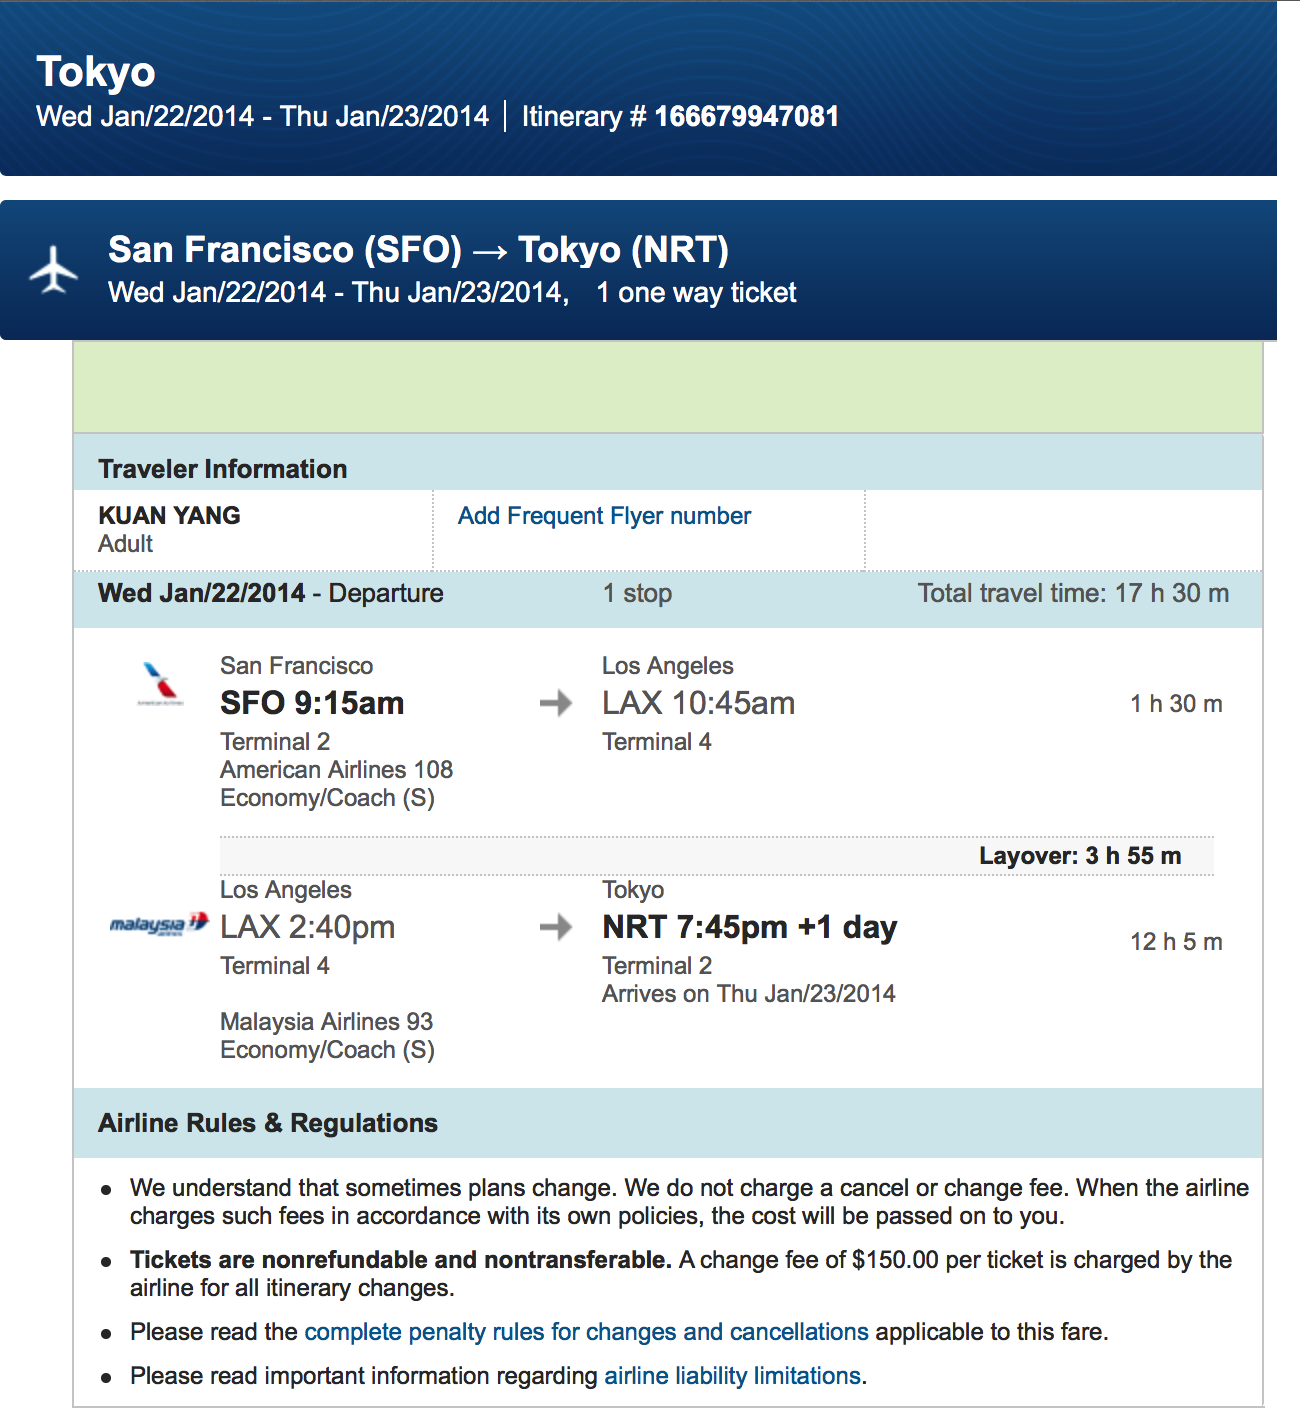 Tokyo
Wed Jan/22/2014 - Thu Jan/23/2014 | Itinerary # 166679947081
San Francisco (SFO) → Tokyo (NRT)
Wed Jan/22/2014 - Thu Jan/23/2014, 1 one way ticket
Traveler Information
KUAN YANG
Adult
Add Frequent Flyer number
Wed Jan/22/2014 - Departure 1 stop Total travel time: 17 h 30 m
American Airlines
San Francisco
SFO 9:15am
Terminal 2
American Airlines 108
Economy/Coach (S)
Los Angeles
LAX 10:45am
Terminal 4
1 h 30 m
Layover: 3 h 55 m
malaysia
airlines
Los Angeles
LAX 2:40pm
Terminal 4
Malaysia Airlines 93
Economy/Coach (S)
Tokyo
NRT 7:45pm +1 day
Terminal 2
Arrives on Thu Jan/23/2014
12 h 5 m
Airline Rules & Regulations
• We understand that sometimes plans change. We do not charge a cancel or change fee. When the airline
charges such fees in accordance with its own policies, the cost will be passed on to you.
• Tickets are nonrefundable and nontransferable. A change fee of $150.00 per ticket is charged by the
airline for all itinerary changes.
• Please read the complete penalty rules for changes and cancellations applicable to this fare.
• Please read important information regarding airline liability limitations.